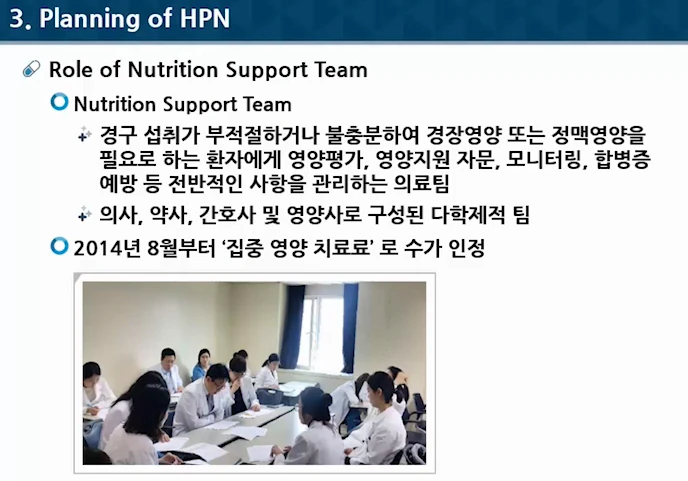 3. Planning of HPN
Role of Nutrition Support Team
Nutrition Support Team
경구 섭취가 부적절하거나 불충분하여 경장영양 또는 정맥영양을
필요로 하는 환자에게 영양평가, 영양지원 자문, 모니터링, 합병증
예방 등 전반적인 사항을 관리하는 의료팀
의사, 약사, 간호사 및 영양사로 구성된 다학제적 팀
2014년 8월부터 ‘집중 영양 치료료’ 로 수가 인정